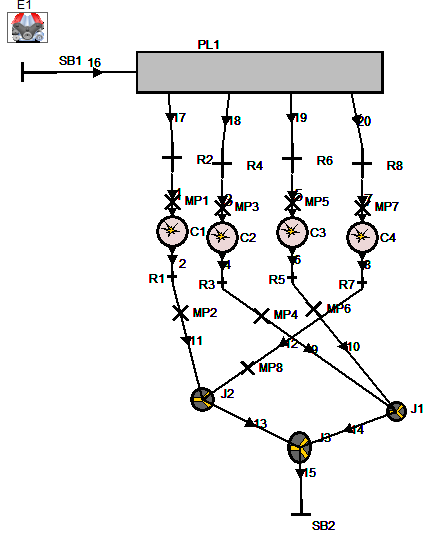 E1
PL1
SB1 16
17 18 19 20
R2 R4 R6 R8
1 3 5 7
MP1 MP3 MP5 MP7
C1 C2 C3 C4
2 4 6 8
R1 R3 R5 R7
MP2 MP4 MP6
11 12 9 10
MP8
J2 J1
13 14
J3
15
SB2